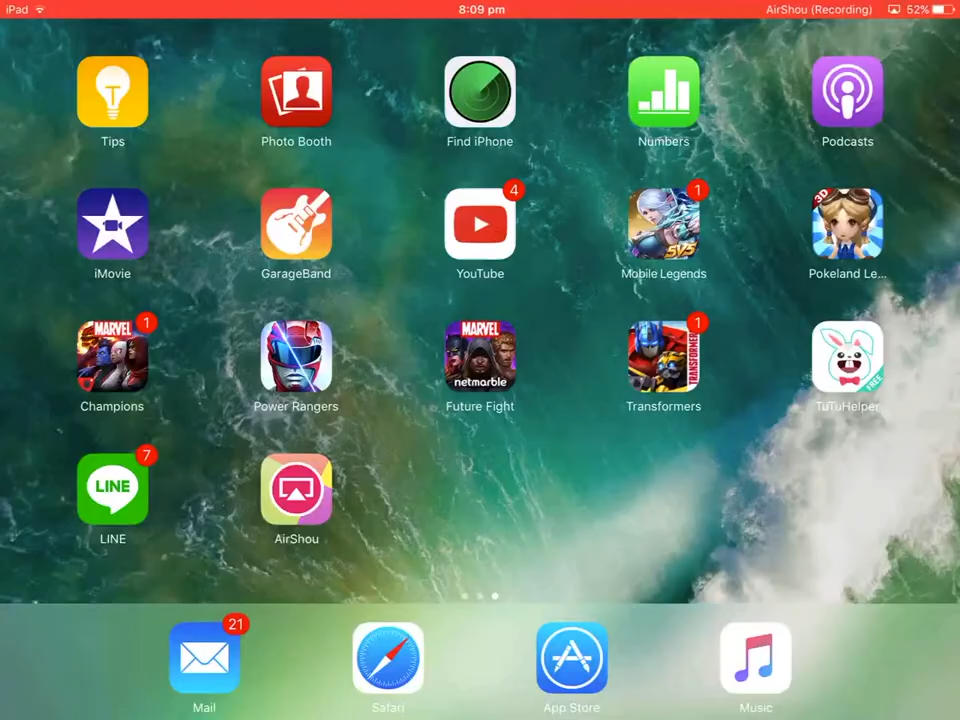 iPad 8:09 pm AirShou (Recording) 52%
Tips Photo Booth Find iPhone Numbers Podcasts
4 1 3D
5V5
iMovie GarageBand YouTube Mobile Legends Pokeland Le...
1 1
MARVEL MARVEL TRANSFORMERS
netmarble FREE
Champions Power Rangers Future Fight Transformers TuTuHelper
7
LINE
LINE AirShou
21
Mail Safari App Store Music